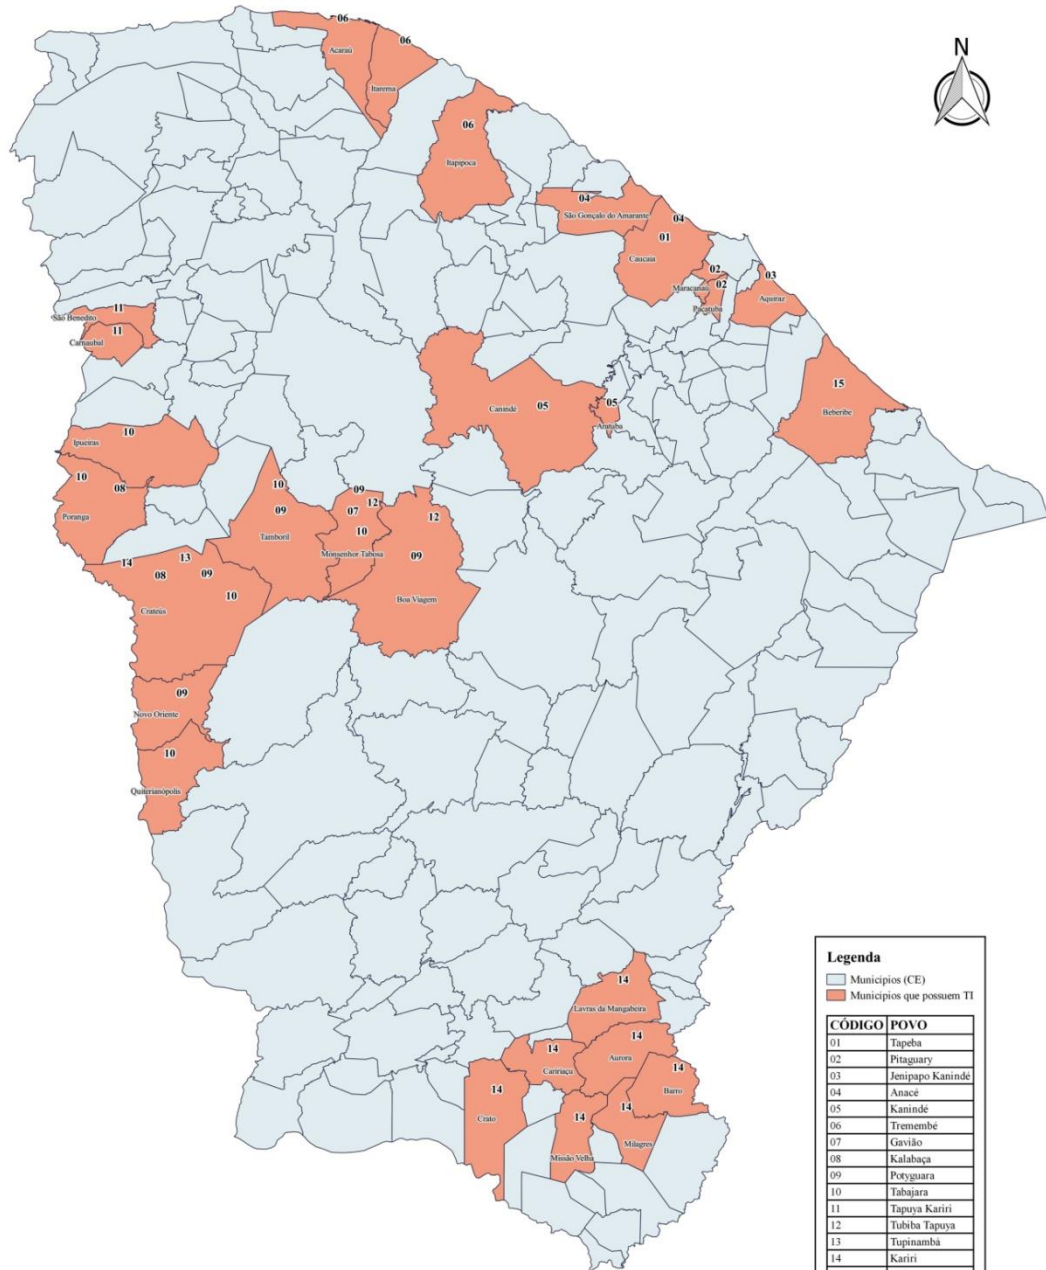 06
06
Acaraú
Itarema
N
06
Itapipoca
04
São Gonçalo do Amarante
04
01
Caucaia
02
Maracanaú
02
Pacatuba
03
Aquiraz
11
São Benedito
11
Carnaubal
15
Beberibe
05
Canindé
05
Aratuba
10
Ipueiras
10
08
Poranga
10
09
Tamboril
09
12
07
10
Monsenhor Tabosa
12
09
Boa Viagem
14
13
08
09
10
Crateús
09
Novo Oriente
10
Quiterianópolis
14
Lavras da Mangabeira
14
Caririaçu
14
Aurora
14
Barro
14
Crato
14
Missão Velha
14
Milagres
Legenda
Municípios (CE)
Municípios que possuem TI
CÓDIGO POVO
01 Tapeba
02 Pitaguary
03 Jenipapo Kanindé
04 Anacé
05 Kanindé
06 Tremembé
07 Gavião
08 Kalabaça
09 Potyguara
10 Tabajara
11 Tapuya Kariri
12 Tubiba Tapuya
13 Tupinambá
14 Kariri